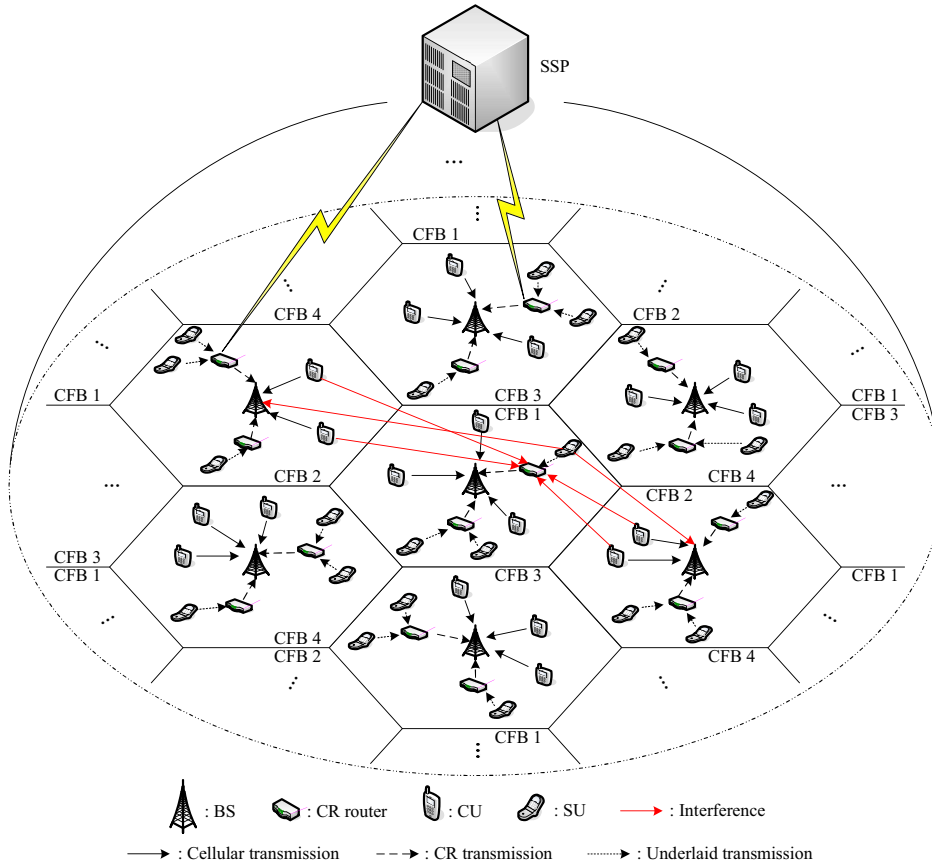 SSP
...
CFB 1
CFB 4
CFB 2
CFB 1
CFB 3
CFB 1
CFB 1
CFB 3
CFB 2
CFB 4
CFB 2
CFB 3
CFB 1
CFB 3
CFB 1
CFB 4
CFB 2
CFB 4
CFB 1
: BS : CR router : CU : SU : Interference
: Cellular transmission : CR transmission : Underlaid transmission